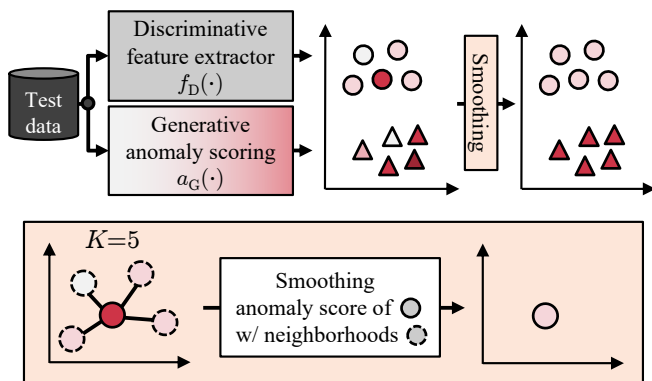 Discriminative
feature extractor
f_D(·)
Test
data
Generative
anomaly scoring
a_G(·)
Smoothing
K=5
Smoothing
anomaly score of
w/ neighborhoods